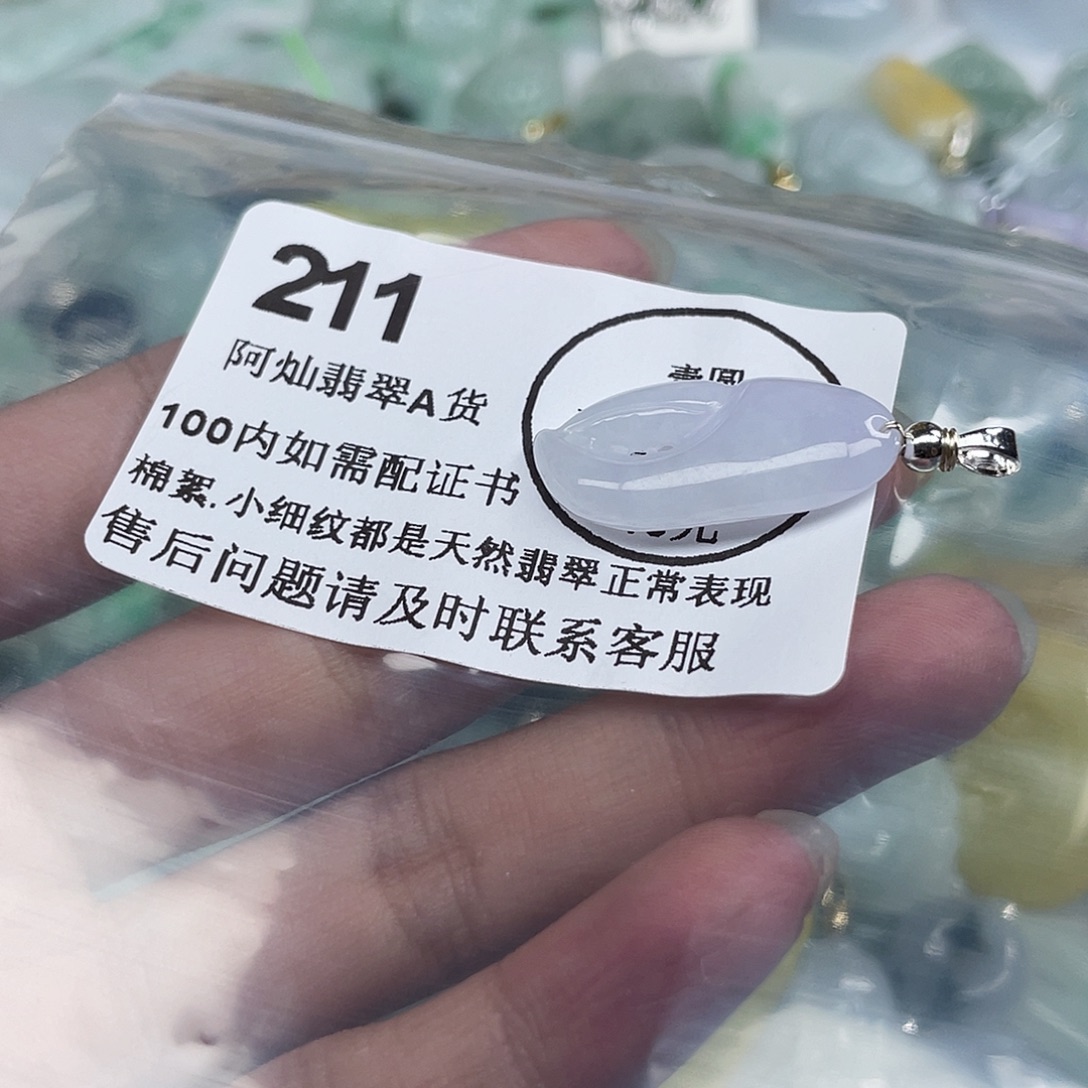 211
阿灿翡翠A货
100内如需配证书
素圆
棉絮.小细纹都是天然翡翠正常表现
售后问题请及时联系客服